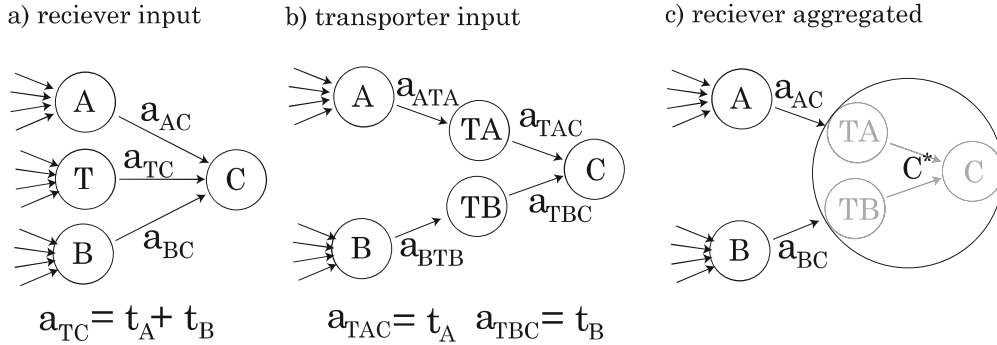 a) reciever input
A
a_AC
T
a_TC
C
B
a_BC
a_TC = t_A + t_B
b) transporter input
A
a_ATA
TA
a_TAC
C
TB
a_TBC
B
a_BTB
a_TAC = t_A a_TBC = t_B
c) reciever aggregated
A
a_AC
TA
C*
C
TB
B
a_BC